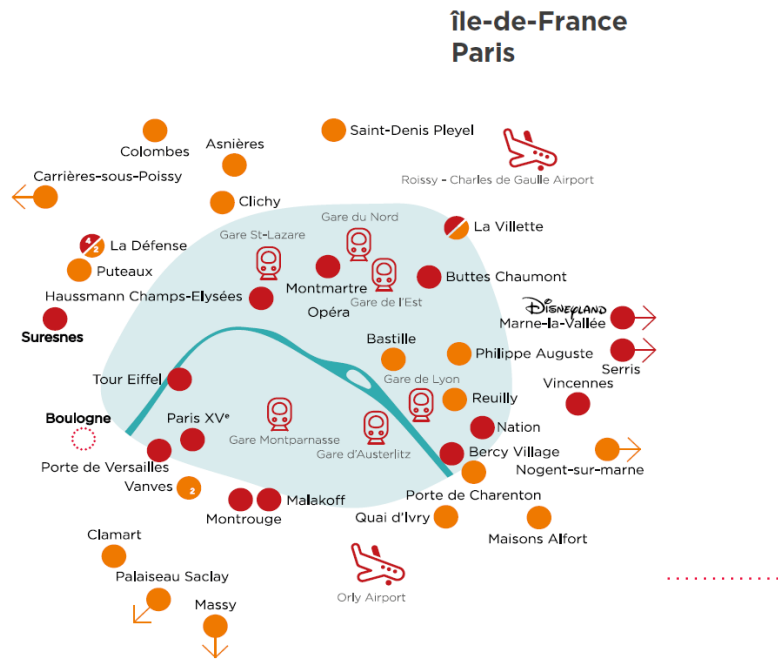 île-de-France
Paris
Saint-Denis Pleyel
Colombes
Asnières
Carrières-sous-Poissy
Roissy - Charles de Gaulle Airport
Clichy
Gare du Nord
La Villette
Gare St-Lazare
4
2
La Défense
Puteaux
Buttes Chaumont
Montmartre
Haussmann Champs-Elysées
Gare de l'Est
Opéra
DISNEYLAND
Marne-la-Vallée
Suresnes
Bastille
Philippe Auguste
Serris
Tour Eiffel
Gare de Lyon
Vincennes
Reuilly
Boulogne
Paris XVe
Nation
Gare Montparnasse
Gare d'Austerlitz
Bercy Village
Porte de Versailles
Nogent-sur-marne
Vanves
2
Porte de Charenton
Malakoff
Montrouge
Quai d'Ivry
Maisons Alfort
Clamart
Palaiseau Saclay
Orly Airport
Massy